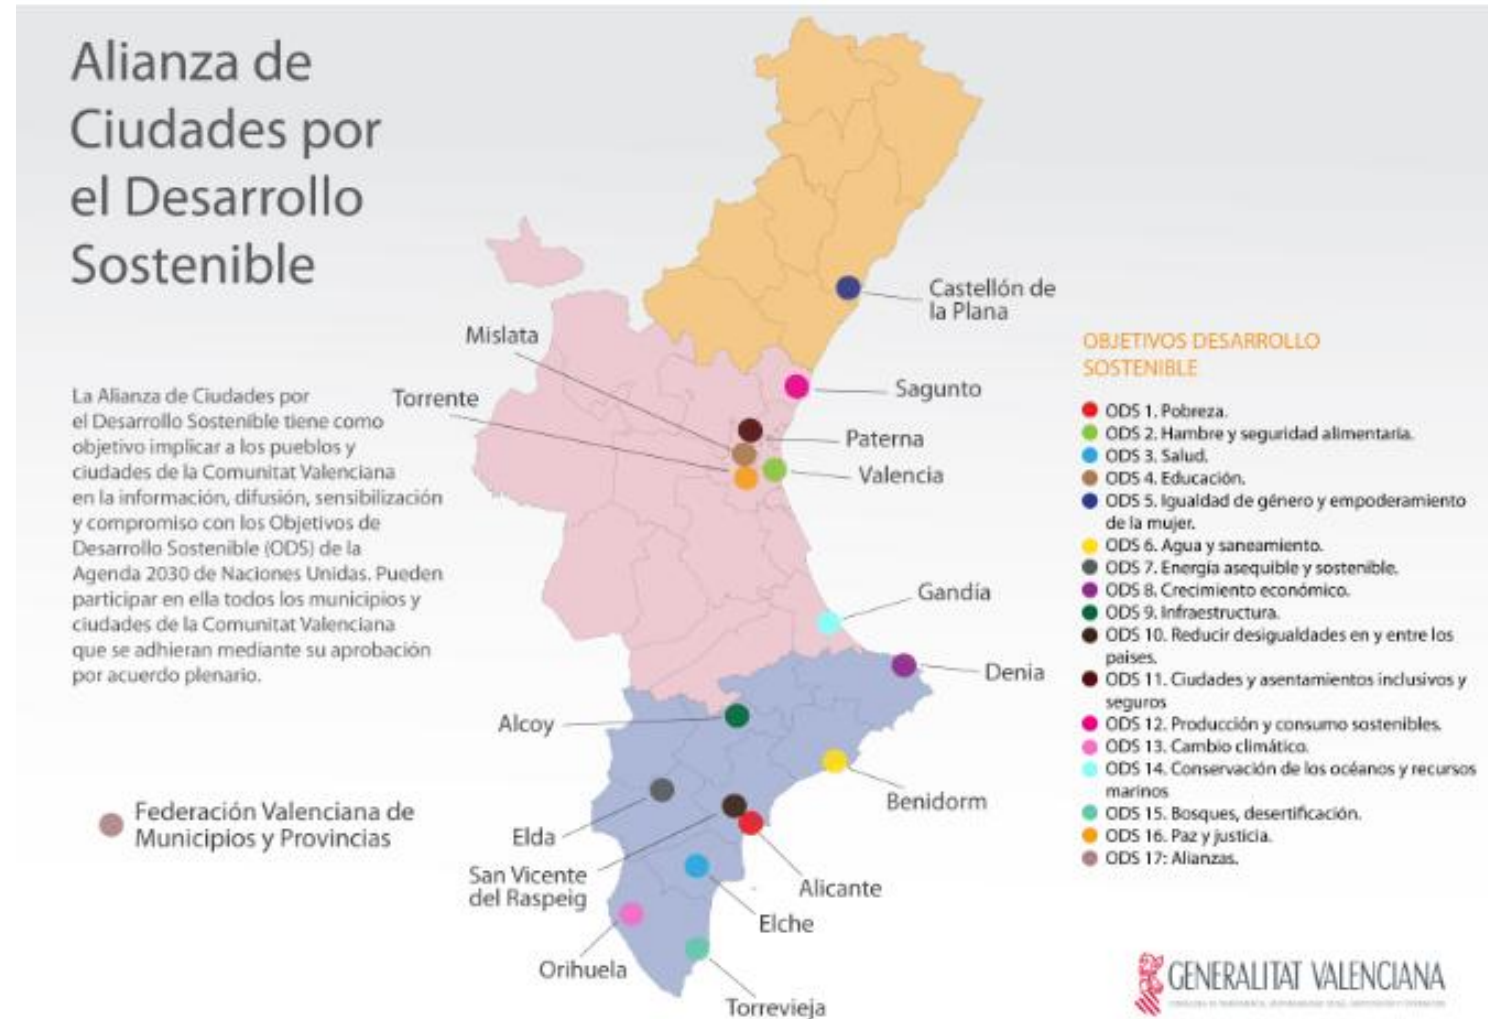 Alianza de
Ciudades por
el Desarrollo
Sostenible
La Alianza de Ciudades por
el Desarrollo Sostenible tiene como
objetivo implicar a los pueblos y
ciudades de la Comunitat Valenciana
en la información, difusión, sensibilización
y compromiso con los Objetivos de
Desarrollo Sostenible (ODS) de la
Agenda 2030 de Naciones Unidas. Pueden
participar en ella todos los municipios y
ciudades de la Comunitat Valenciana
que se adhieran mediante su aprobación
por acuerdo plenario.
Federación Valenciana de
Municipios y Provincias
Castellón de
la Plana
Mislata
Torrente
Sagunto
Paterna
Valencia
Gandía
Denia
Alcoy
Benidorm
Elda
San Vicente
del Raspeig
Alicante
Elche
Orihuela
Torrevieja
OBJETIVOS DESARROLLO
SOSTENIBLE
ODS 1. Pobreza.
ODS 2. Hambre y seguridad alimentaria.
ODS 3. Salud.
ODS 4. Educación.
ODS 5. Igualdad de género y empoderamiento
de la mujer.
ODS 6. Agua y saneamiento.
ODS 7. Energía asequible y sostenible.
ODS 8. Crecimiento económico.
ODS 9. Infraestructura.
ODS 10. Reducir desigualdades en y entre los
paises.
ODS 11. Ciudades y asentamientos inclusivos y
seguros
ODS 12. Producción y consumo sostenibles.
ODS 13. Cambio climático.
ODS 14. Conservación de los océanos y recursos
marinos
ODS 15. Bosques, desertificación.
ODS 16. Paz y justicia.
ODS 17: Alianzas.
GENERALITAT VALENCIANA